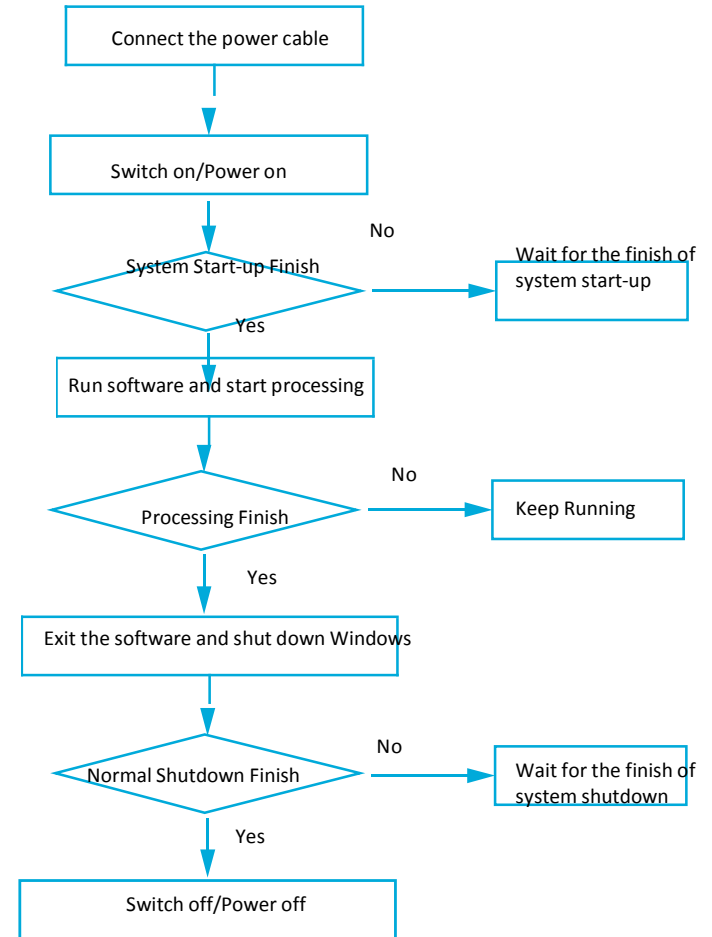 Connect the power cable
Switch on/Power on
No
System Start-up Finish
Wait for the finish of
system start-up
Yes
Run software and start processing
No
Processing Finish
Keep Running
Yes
Exit the software and shut down Windows
No
Normal Shutdown Finish
Wait for the finish of
system shutdown
Yes
Switch off/Power off